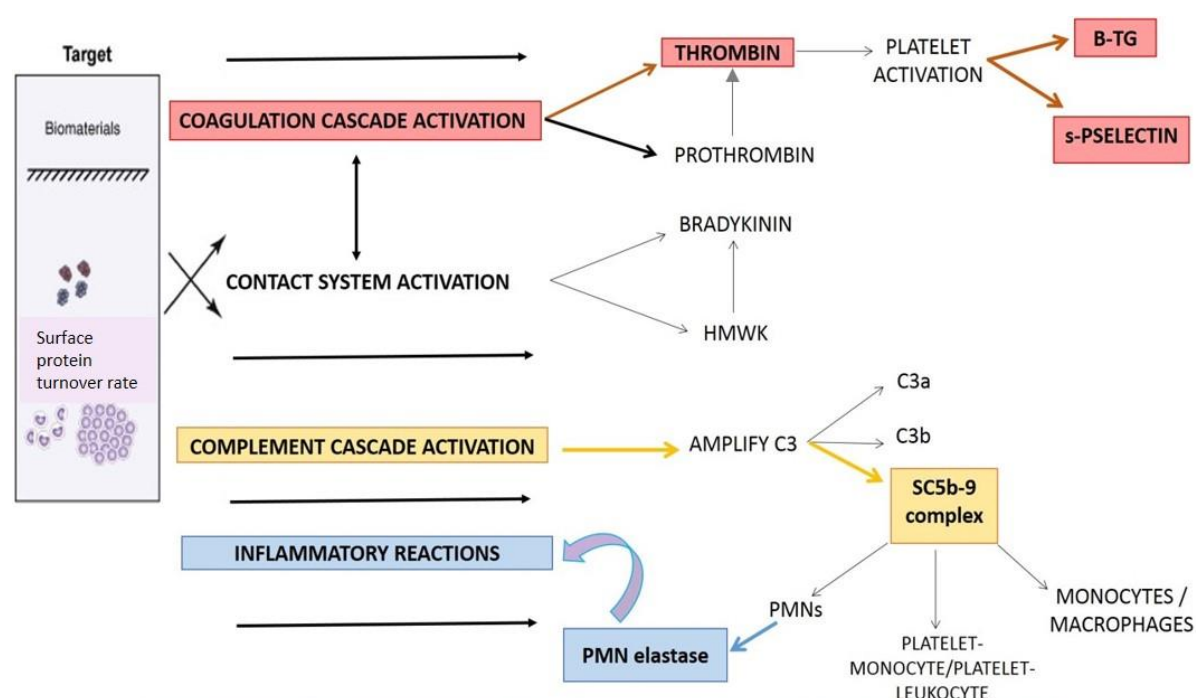 Target
Biomaterials
Surface
protein
turnover rate
COAGULATION CASCADE ACTIVATION
THROMBIN
PLATELET
ACTIVATION
B-TG
s-PSELECTIN
PROTHROMBIN
CONTACT SYSTEM ACTIVATION
BRADYKININ
HMWK
COMPLEMENT CASCADE ACTIVATION
AMPLIFY C3
C3a
C3b
SC5b-9
complex
INFLAMMATORY REACTIONS
PMNs
PMN elastase
PLATELET-
MONOCYTE/PLATELET-
LEUKOCYTE
MONOCYTES /
MACROPHAGES